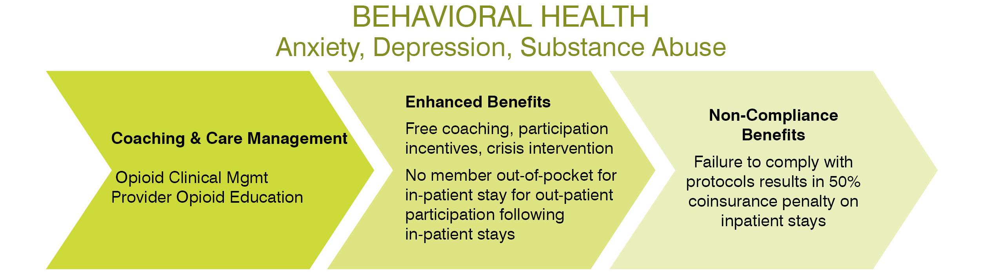 BEHAVIORAL HEALTH
Anxiety, Depression, Substance Abuse
Coaching & Care Management
Opioid Clinical Mgmt
Provider Opioid Education
Enhanced Benefits
Free coaching, participation
incentives, crisis intervention
No member out-of-pocket for
in-patient stay for out-patient
participation following
in-patient stays
Non-Compliance
Benefits
Failure to comply with
protocols results in 50%
coinsurance penalty on
inpatient stays